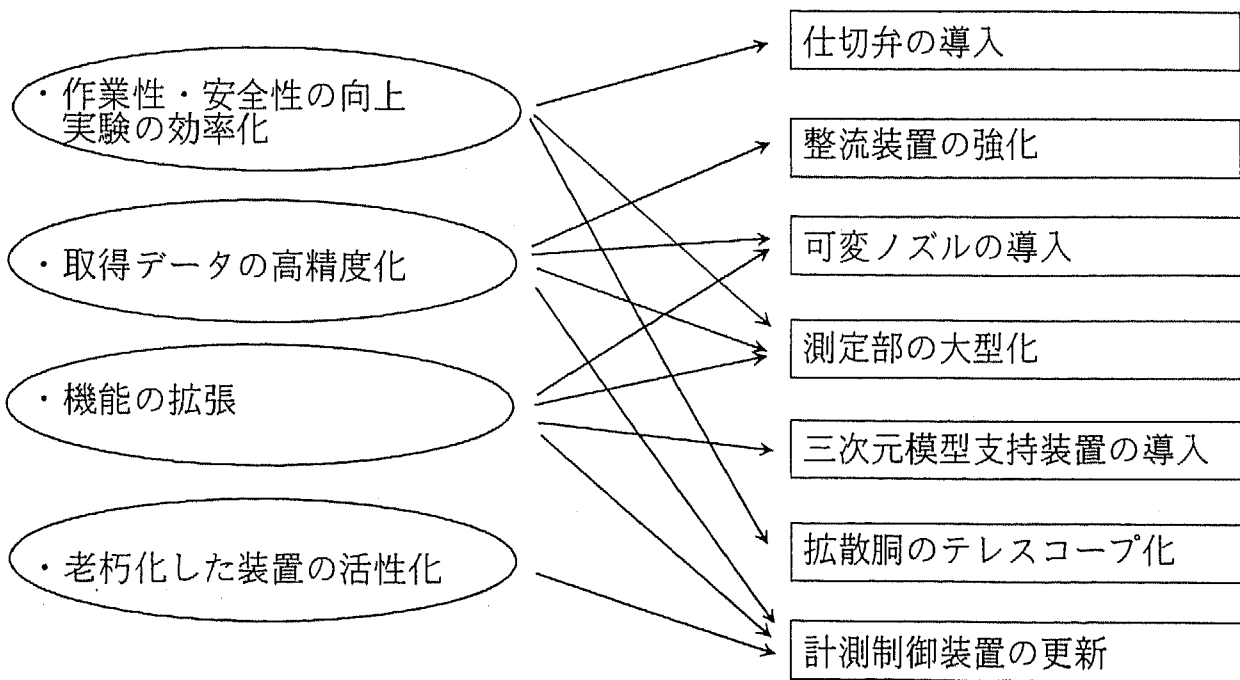 ・作業性・安全性の向上
実験の効率化
・取得データの高精度化
・機能の拡張
・老朽化した装置の活性化
仕切弁の導入
整流装置の強化
可変ノズルの導入
測定部の大型化
三次元模型支持装置の導入
拡散胴のテレスコープ化
計測制御装置の更新